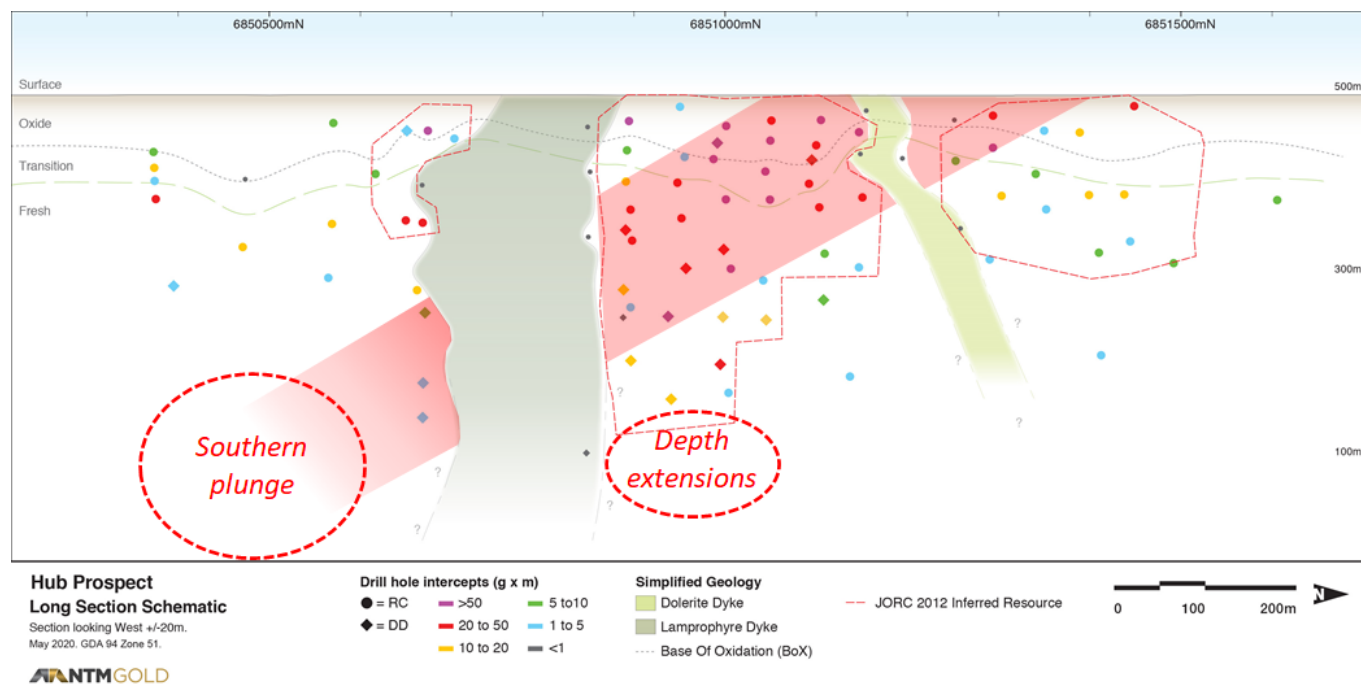 6850500mN
6851000mN
6851500mN
Surface
500m
Oxide
Transition
Fresh
300m
100m
?
?
?
?
?
?
?
Southern
plunge
Depth
extensions
Hub Prospect
Long Section Schematic
Section looking West +/-20m.
May 2020. GDA 94 Zone 51.
NTMGOLD
Drill hole intercepts (g x m)
= RC
= DD
>50
20 to 50
10 to 20
5 to10
1 to 5
<1
Simplified Geology
Dolerite Dyke
Lamprophyre Dyke
Base Of Oxidation (BoX)
JORC 2012 Inferred Resource
0 100 200m
N